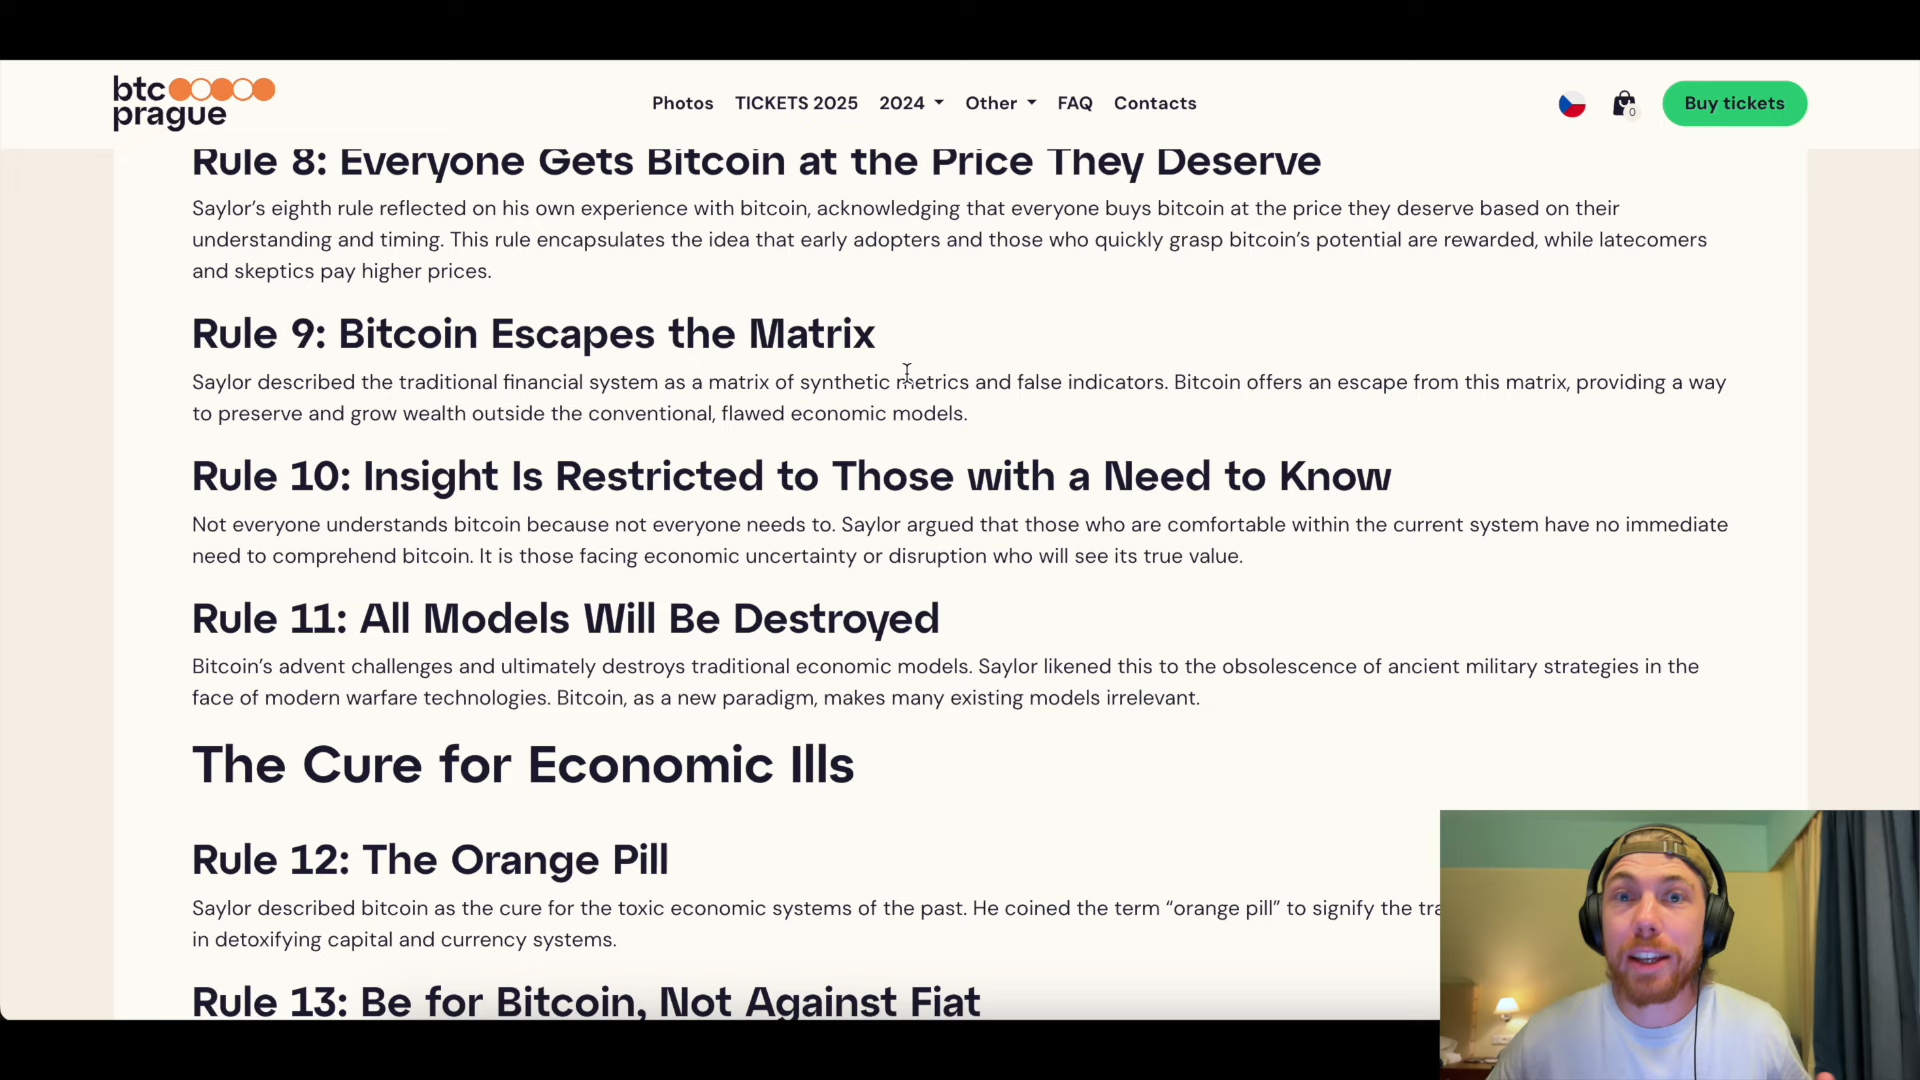 btc
prague
Photos TICKETS 2025 2024 Other FAQ Contacts 0 Buy tickets
Rule 8: Everyone Gets Bitcoin at the Price They Deserve
Saylor’s eighth rule reflected on his own experience with bitcoin, acknowledging that everyone buys bitcoin at the price they deserve based on their
understanding and timing. This rule encapsulates the idea that early adopters and those who quickly grasp bitcoin’s potential are rewarded, while latecomers
and skeptics pay higher prices.
Rule 9: Bitcoin Escapes the Matrix
Saylor described the traditional financial system as a matrix of synthetic metrics and false indicators. Bitcoin offers an escape from this matrix, providing a way
to preserve and grow wealth outside the conventional, flawed economic models.
Rule 10: Insight Is Restricted to Those with a Need to Know
Not everyone understands bitcoin because not everyone needs to. Saylor argued that those who are comfortable within the current system have no immediate
need to comprehend bitcoin. It is those facing economic uncertainty or disruption who will see its true value.
Rule 11: All Models Will Be Destroyed
Bitcoin’s advent challenges and ultimately destroys traditional economic models. Saylor likened this to the obsolescence of ancient military strategies in the
face of modern warfare technologies. Bitcoin, as a new paradigm, makes many existing models irrelevant.
The Cure for Economic Ills
Rule 12: The Orange Pill
Saylor described bitcoin as the cure for the toxic economic systems of the past. He coined the term “orange pill” to signify the
in detoxifying capital and currency systems.
Rule 13: Be for Bitcoin, Not Against Fiat